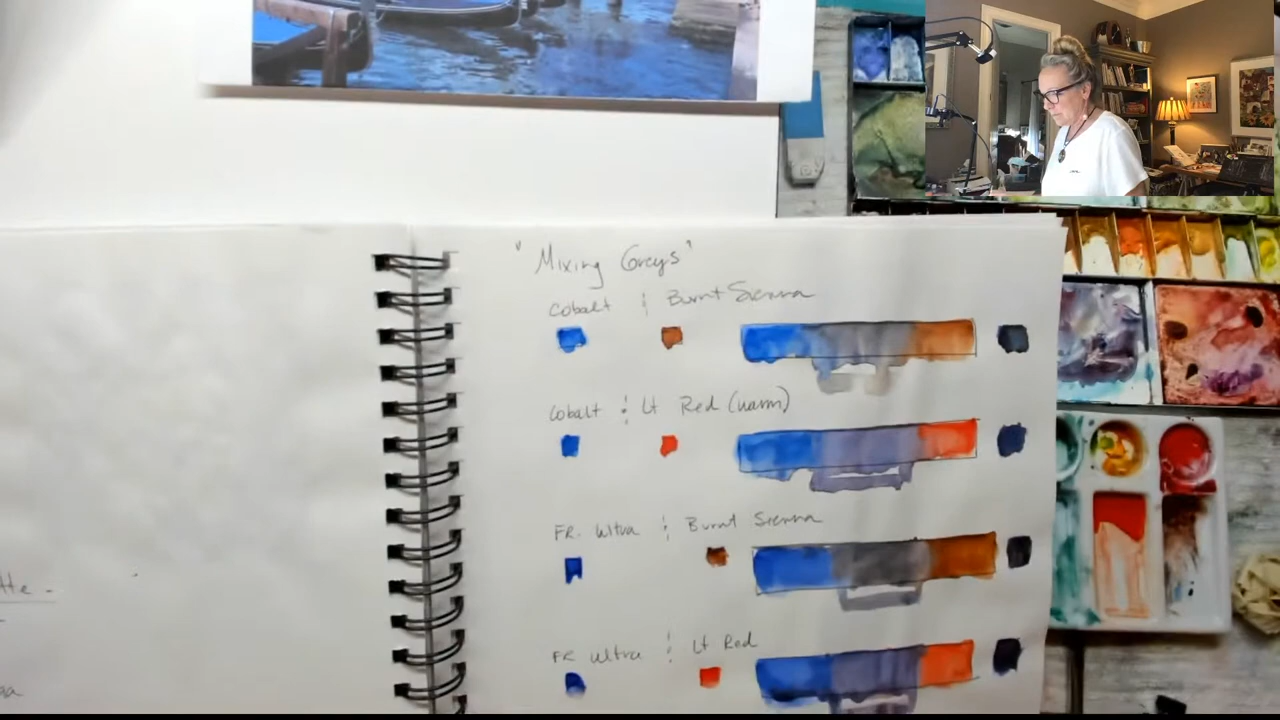 "Mixing Greys"
Cobalt : Burnt Sienna
Cobalt : Lt Red (warm)
FR. Ultra : Burnt Sienna
FR Ultra : Lt Red